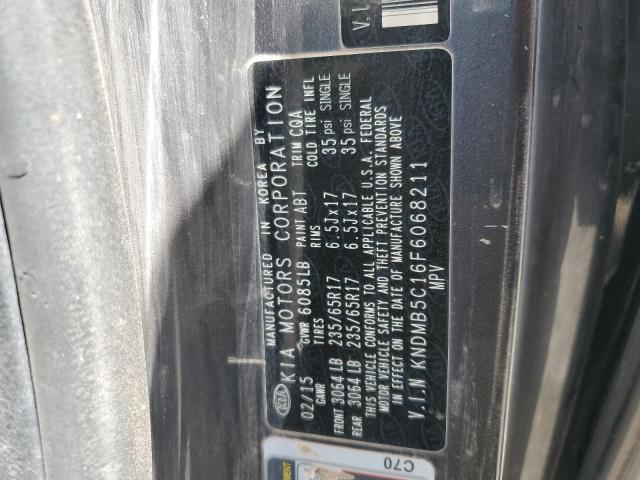 MANUFACTURED IN KOREA BY
KIA KIA MOTORS CORPORATION
02/15 GVWR 6085LB PAINT ABT TRIM CQA
GAWR TIRES RIMS COLD TIRE INFL
FRONT 3064LB 235/65R17 6.5Jx17 35psi SINGLE
REAR 3064LB 235/65R17 6.5Jx17 35psi SINGLE
THIS VEHICLE CONFORMS TO ALL APPLICABLE U.S.A. FEDERAL
MOTOR VEHICLE SAFETY AND THEFT PREVENTION STANDARDS
IN EFFECT ON THE DATE OF MANUFACTURE SHOWN ABOVE
V.I.N KNDMB5C16F6068211
MPV
V.I.
C70